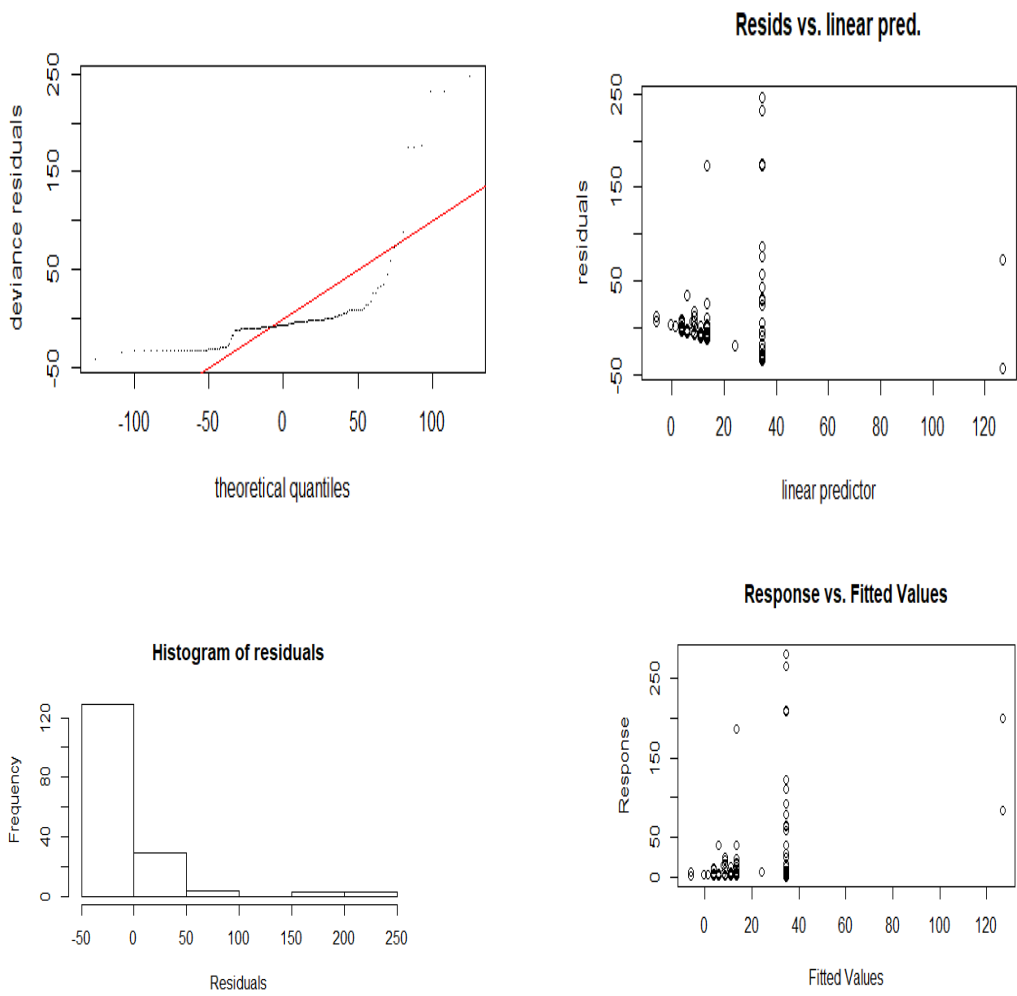 deviance residuals
-50
50
150
250
-100 -50 0 50 100
theoretical quantiles
Resids vs. linear pred.
residuals
-50
50
150
250
0 20 40 60 80 100 120
linear predictor
Histogram of residuals
Frequency
0
40
80
120
-50 0 50 100 150 200 250
Residuals
Response vs. Fitted Values
Response
0
50
150
250
0 20 40 60 80 100 120
Fitted Values